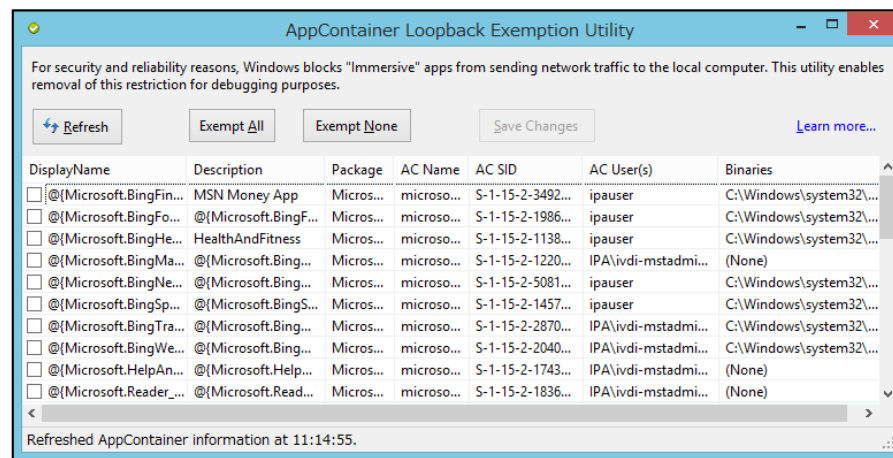 AppContainer Loopback Exemption Utility
For security and reliability reasons, Windows blocks "Immersive" apps from sending network traffic to the local computer. This utility enables
removal of this restriction for debugging purposes.
Refresh Exempt All Exempt None Save Changes Learn more...
DisplayName Description Package AC Name AC SID AC User(s) Binaries
@{Microsoft.BingFin... MSN Money App Micros... microso... S-1-15-2-3492... ipauser C:\Windows\system32\...
@{Microsoft.BingFo... @{Microsoft.BingF... Micros... microso... S-1-15-2-1986... ipauser C:\Windows\system32\...
@{Microsoft.BingHe... HealthAndFitness Micros... microso... S-1-15-2-1138... ipauser C:\Windows\system32\...
@{Microsoft.BingMa... @{Microsoft.Bing... Micros... microso... S-1-15-2-1220... IPA\ivdi-mstadmi... (None)
@{Microsoft.BingNe... @{Microsoft.Bing... Micros... microso... S-1-15-2-5081... ipauser C:\Windows\system32\...
@{Microsoft.BingSp... @{Microsoft.BingS... Micros... microso... S-1-15-2-1457... ipauser C:\Windows\system32\...
@{Microsoft.BingTra... @{Microsoft.Bing... Micros... microso... S-1-15-2-2870... IPA\ivdi-mstadmi... C:\Windows\system32\...
@{Microsoft.BingWe... @{Microsoft.Bing... Micros... microso... S-1-15-2-2040... IPA\ivdi-mstadmi... C:\Windows\system32\...
@{Microsoft.HelpAn... @{Microsoft.Help... Micros... microso... S-1-15-2-1743... IPA\ivdi-mstadmi... (None)
@{Microsoft.Reader_... @{Microsoft.Read... Micros... microso... S-1-15-2-1836... IPA\ivdi-mstadmi... (None)
Refreshed AppContainer information at 11:14:55.